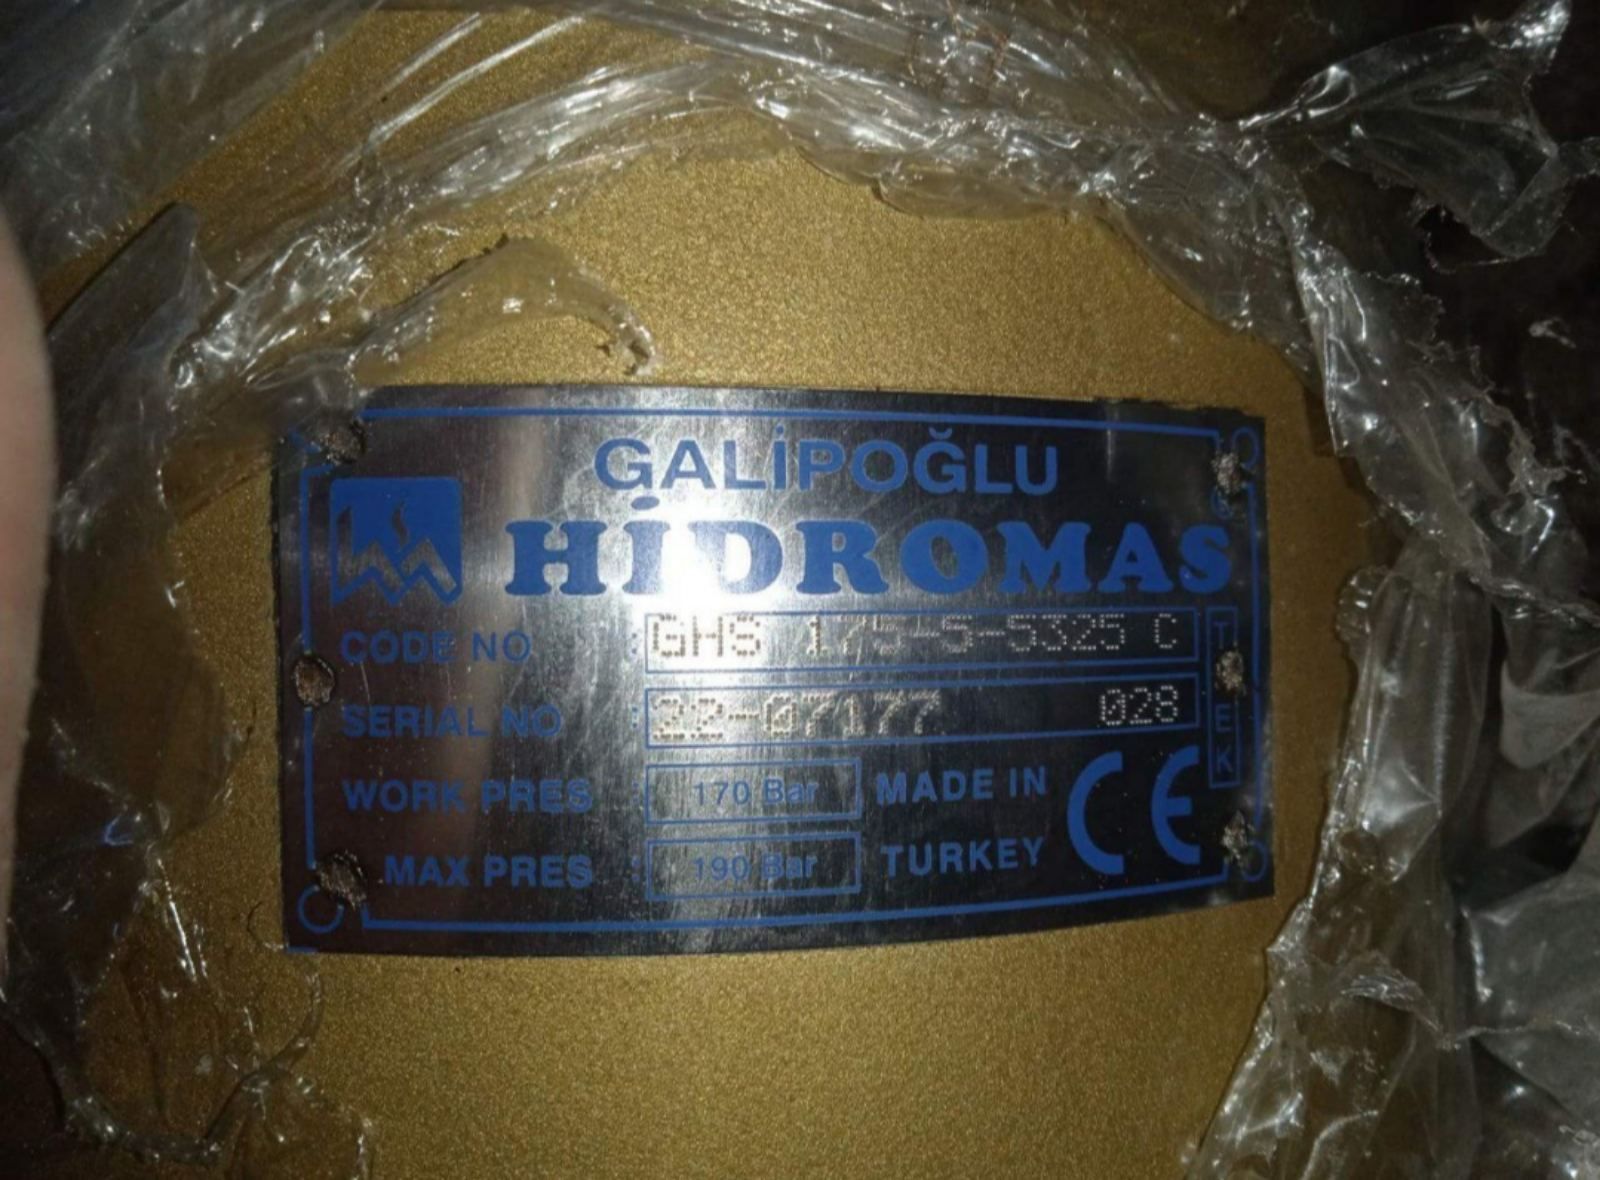 GALİPOĞLU
HİDROMAS
CODE NO : GHS 175-5-5325 C
SERIAL NO : 22-07177 028
WORK PRES : 170 Bar
MAX PRES : 190 Bar
MADE IN
TURKEY
CE
TEK